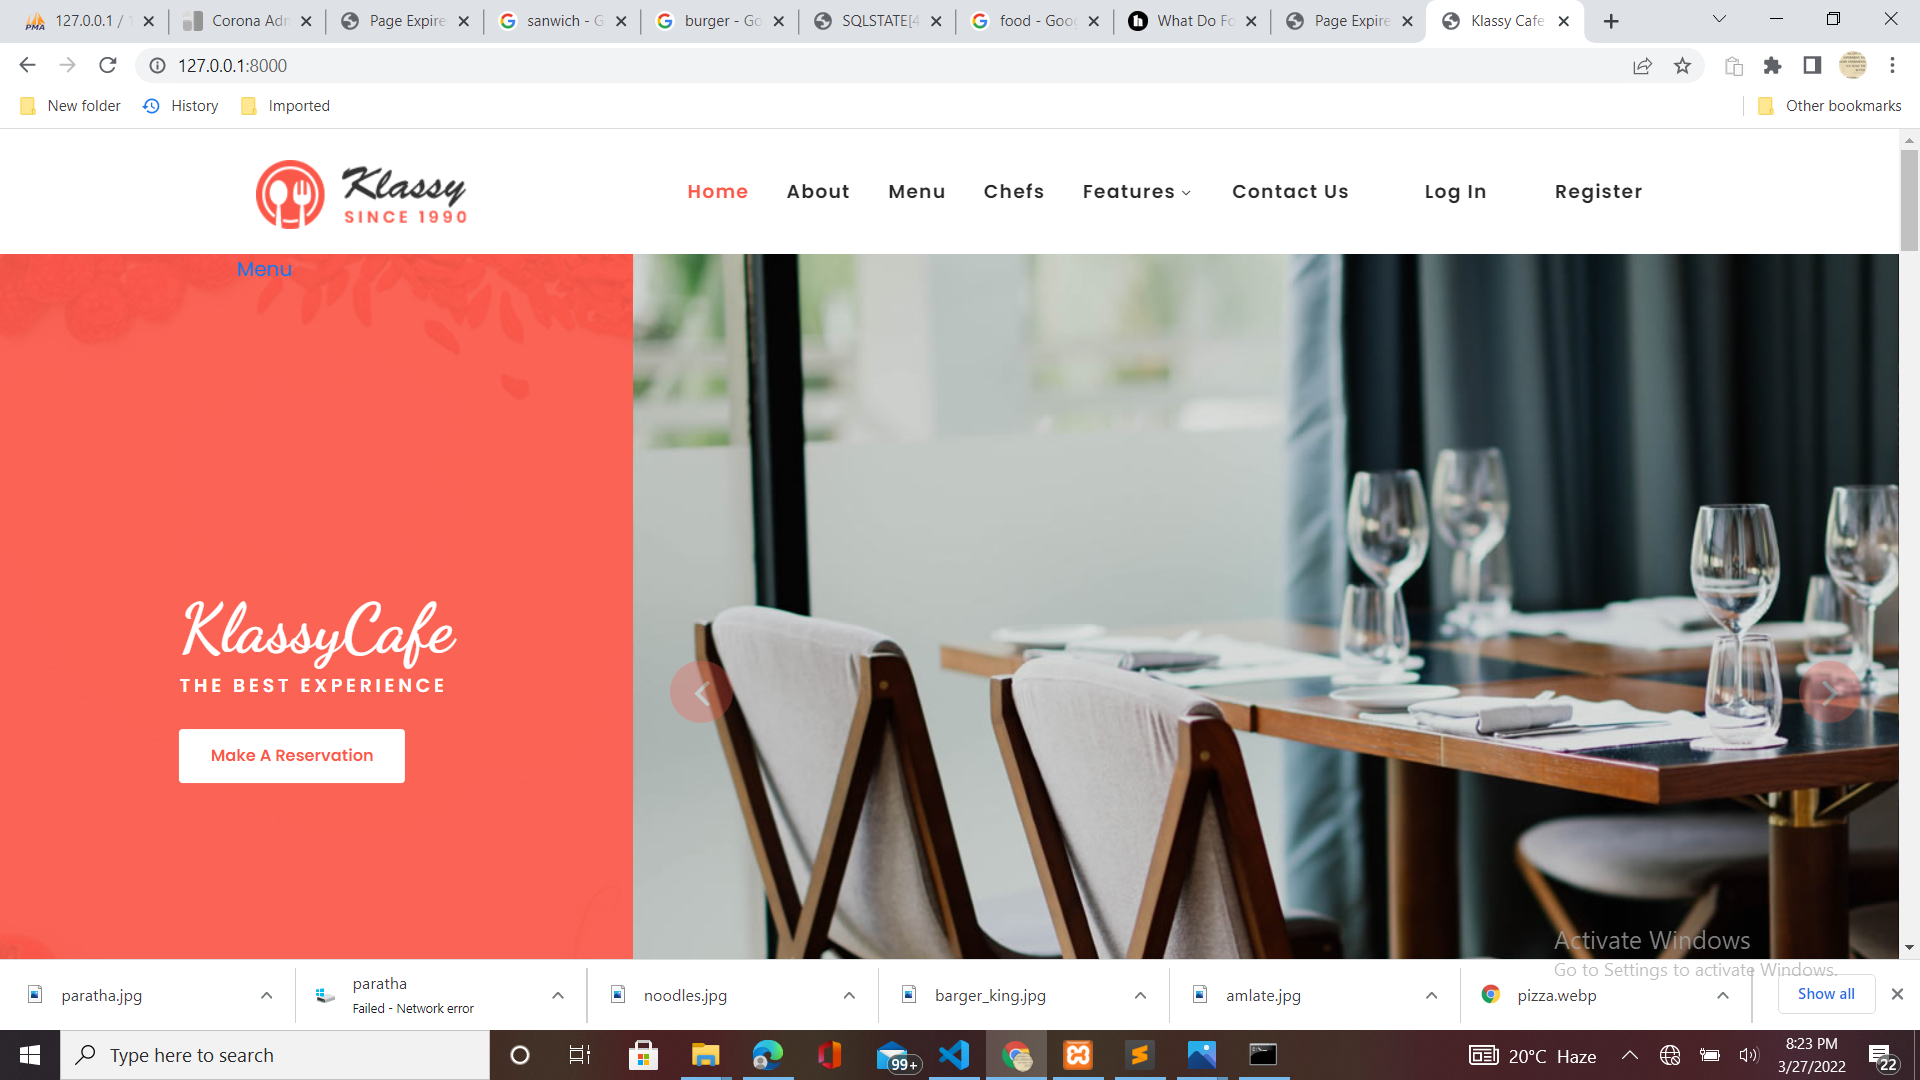 127.0.0.1 / 1
Corona Adn
Page Expire
sanwich - G
burger - Go
SQLSTATE[4
food - Goog
What Do Fo
Page Expire
Klassy Cafe
127.0.0.1:8000
New folder
History
Imported
Other bookmarks
Klassy
SINCE 1990
Home
About
Menu
Chefs
Features
Contact Us
Log In
Register
Menu
KlassyCafe
THE BEST EXPERIENCE
Make A Reservation
Activate Windows
Go to Settings to activate Windows.
paratha.jpg
paratha
Failed - Network error
noodles.jpg
barger_king.jpg
amlate.jpg
pizza.webp
Show all
Type here to search
99+
20°C Haze
8:23 PM
3/27/2022
22